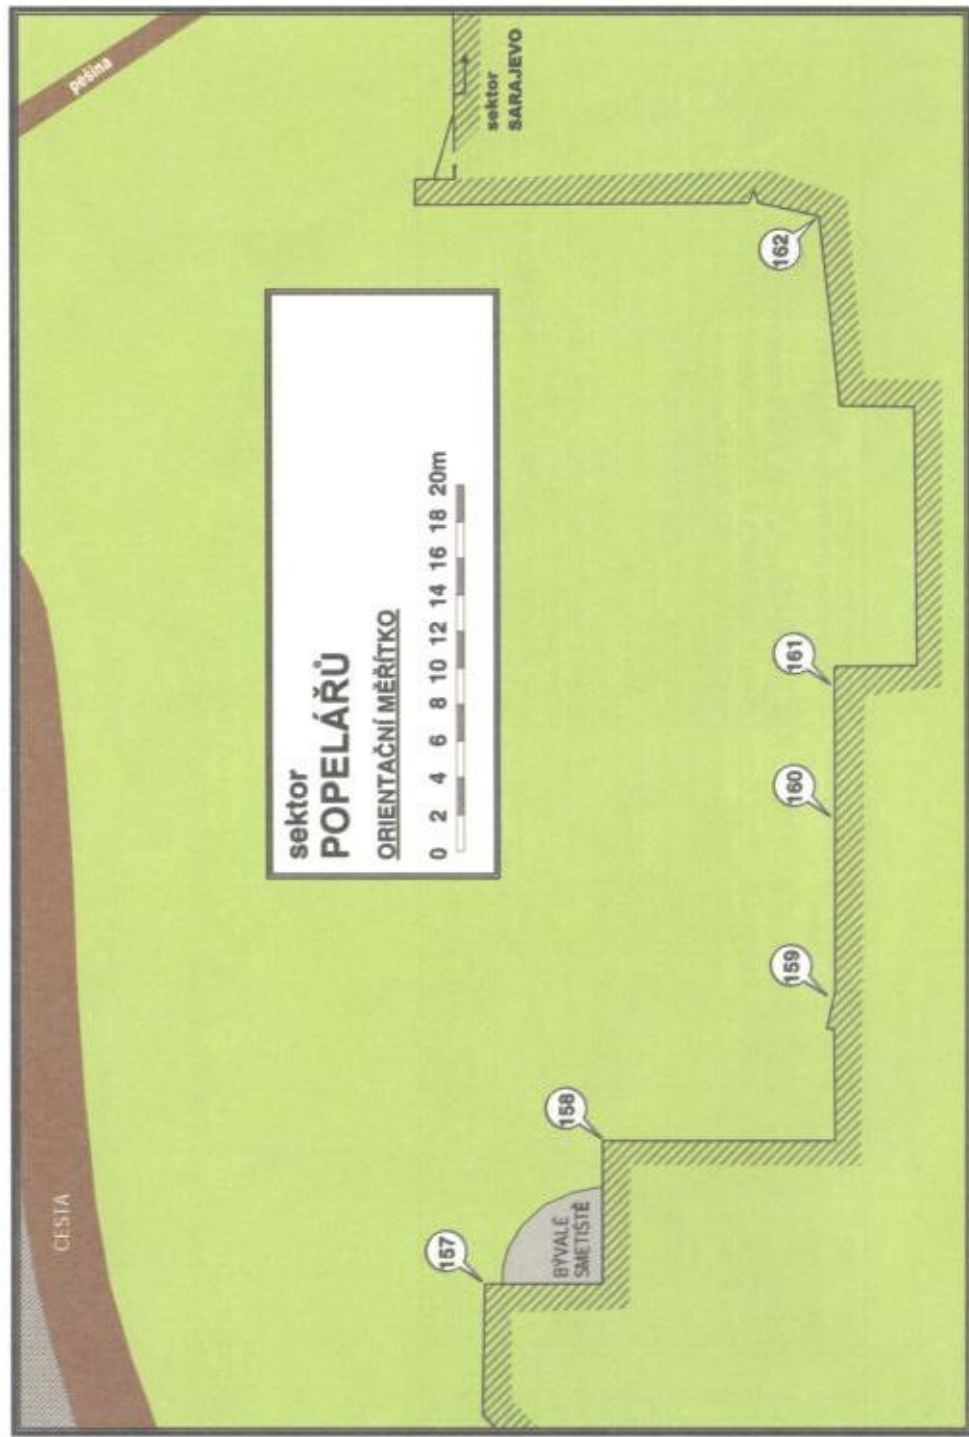 CESTA
pěšina
sektor
POPELÁŘŮ
ORIENTAČNÍ MĚŘÍTKO
0 2 4 6 8 10 12 14 16 18 20m
sektor
SARAJEVO
157
BÝVALÉ
SMETIŠTĚ
158
159
160
161
162